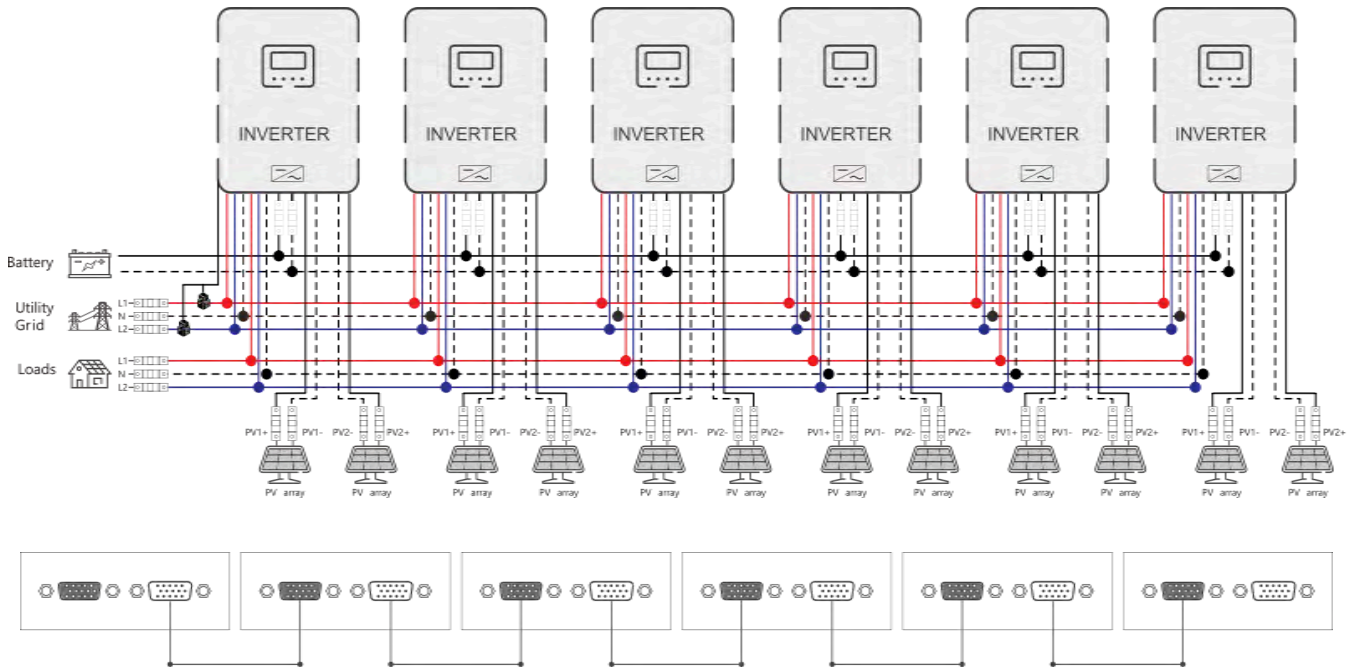 INVERTER INVERTER INVERTER INVERTER INVERTER INVERTER
Battery
Utility
Grid
L1
N
L2
Loads
L1
N
L2
PV1+ PV1- PV2- PV2+ PV1+ PV1- PV2- PV2+ PV1+ PV1- PV2- PV2+ PV1+ PV1- PV2- PV2+ PV1+ PV1- PV2- PV2+ PV1+ PV1- PV2- PV2+
PV array PV array PV array PV array PV array PV array PV array PV array PV array PV array PV array PV array